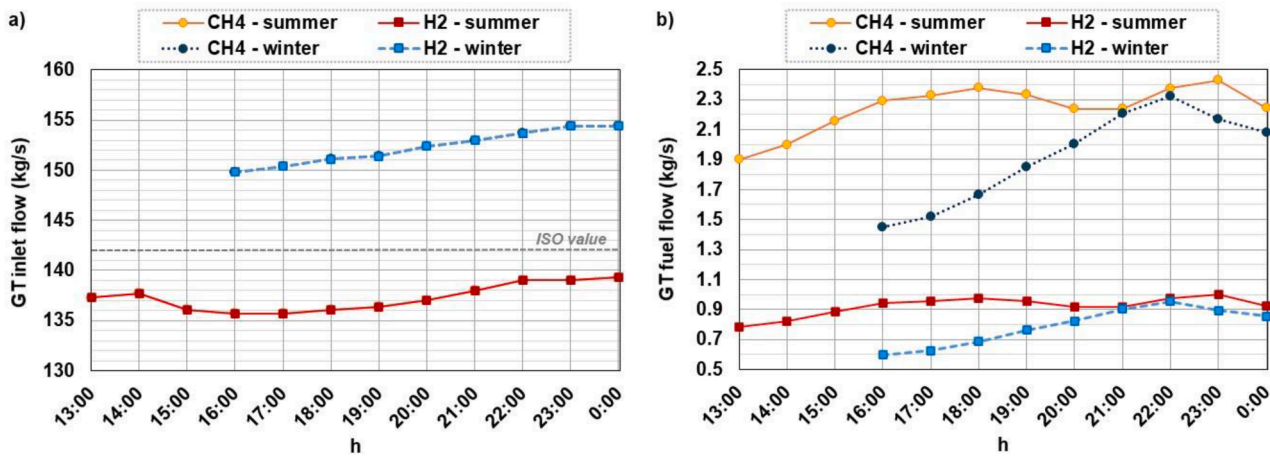 a)
CH4 - summer H2 - summer
CH4 - winter H2 - winter
GT inlet flow (kg/s)
160
155
150
145
140
135
130
ISO value
13:00 14:00 15:00 16:00 17:00 18:00 19:00 20:00 21:00 22:00 23:00 0:00
h
b)
CH4 - summer H2 - summer
CH4 - winter H2 - winter
GT fuel flow (kg/s)
2.5
2.3
2.1
1.9
1.7
1.5
1.3
1.1
0.9
0.7
0.5
13:00 14:00 15:00 16:00 17:00 18:00 19:00 20:00 21:00 22:00 23:00 0:00
h